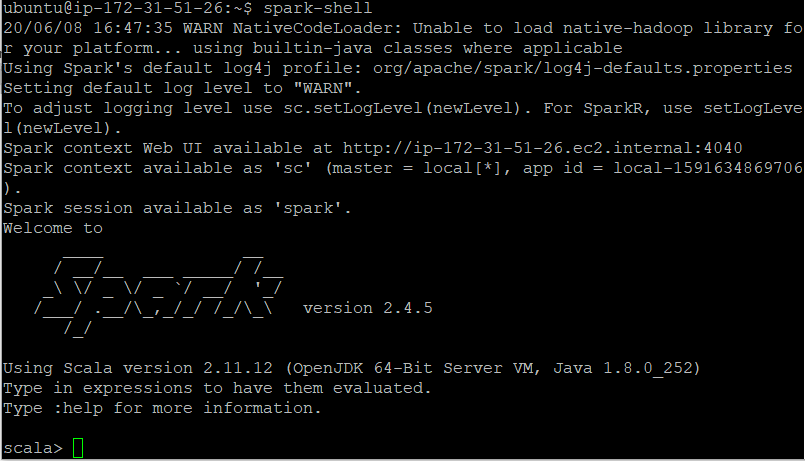 ubuntu@ip-172-31-51-26:~$ spark-shell
20/06/08 16:47:35 WARN NativeCodeLoader: Unable to load native-hadoop library fo
r your platform... using builtin-java classes where applicable
Using Spark's default log4j profile: org/apache/spark/log4j-defaults.properties
Setting default log level to "WARN".
To adjust logging level use sc.setLogLevel(newLevel). For SparkR, use setLogLeve
l(newLevel).
Spark context Web UI available at http://ip-172-31-51-26.ec2.internal:4040
Spark context available as 'sc' (master = local[*], app id = local-1591634869706
).
Spark session available as 'spark'.
Welcome to
      ____              __
     / __/__  ___ _____/ /__
    _\ \/ _ \/ _ `/ __/  '_/
   /___/ .__/\_,_/_/ /_/\_\   version 2.4.5
      /_/
Using Scala version 2.11.12 (OpenJDK 64-Bit Server VM, Java 1.8.0_252)
Type in expressions to have them evaluated.
Type :help for more information.
scala>